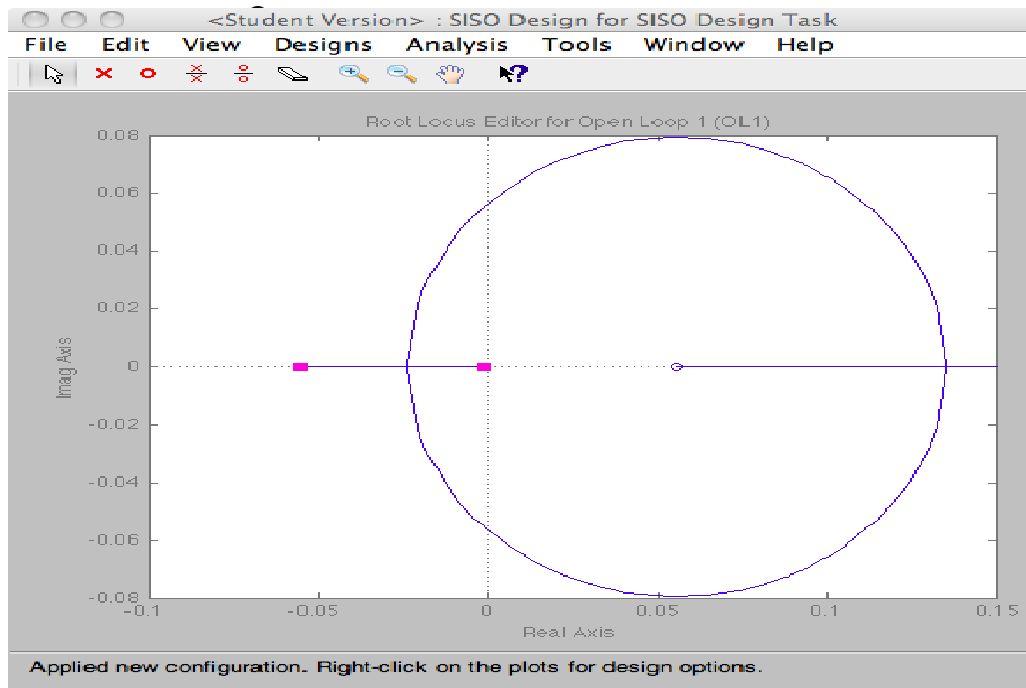 <Student Version> : SISO Design for SISO Design Task
File Edit View Designs Analysis Tools Window Help
Root Locus Editor for Open Loop 1 (OL1)
0.08
0.06
0.04
0.02
0
-0.02
-0.04
-0.06
-0.08
Imag Axis
-0.1 -0.05 0 0.05 0.1 0.15
Real Axis
Applied new configuration. Right-click on the plots for design options.